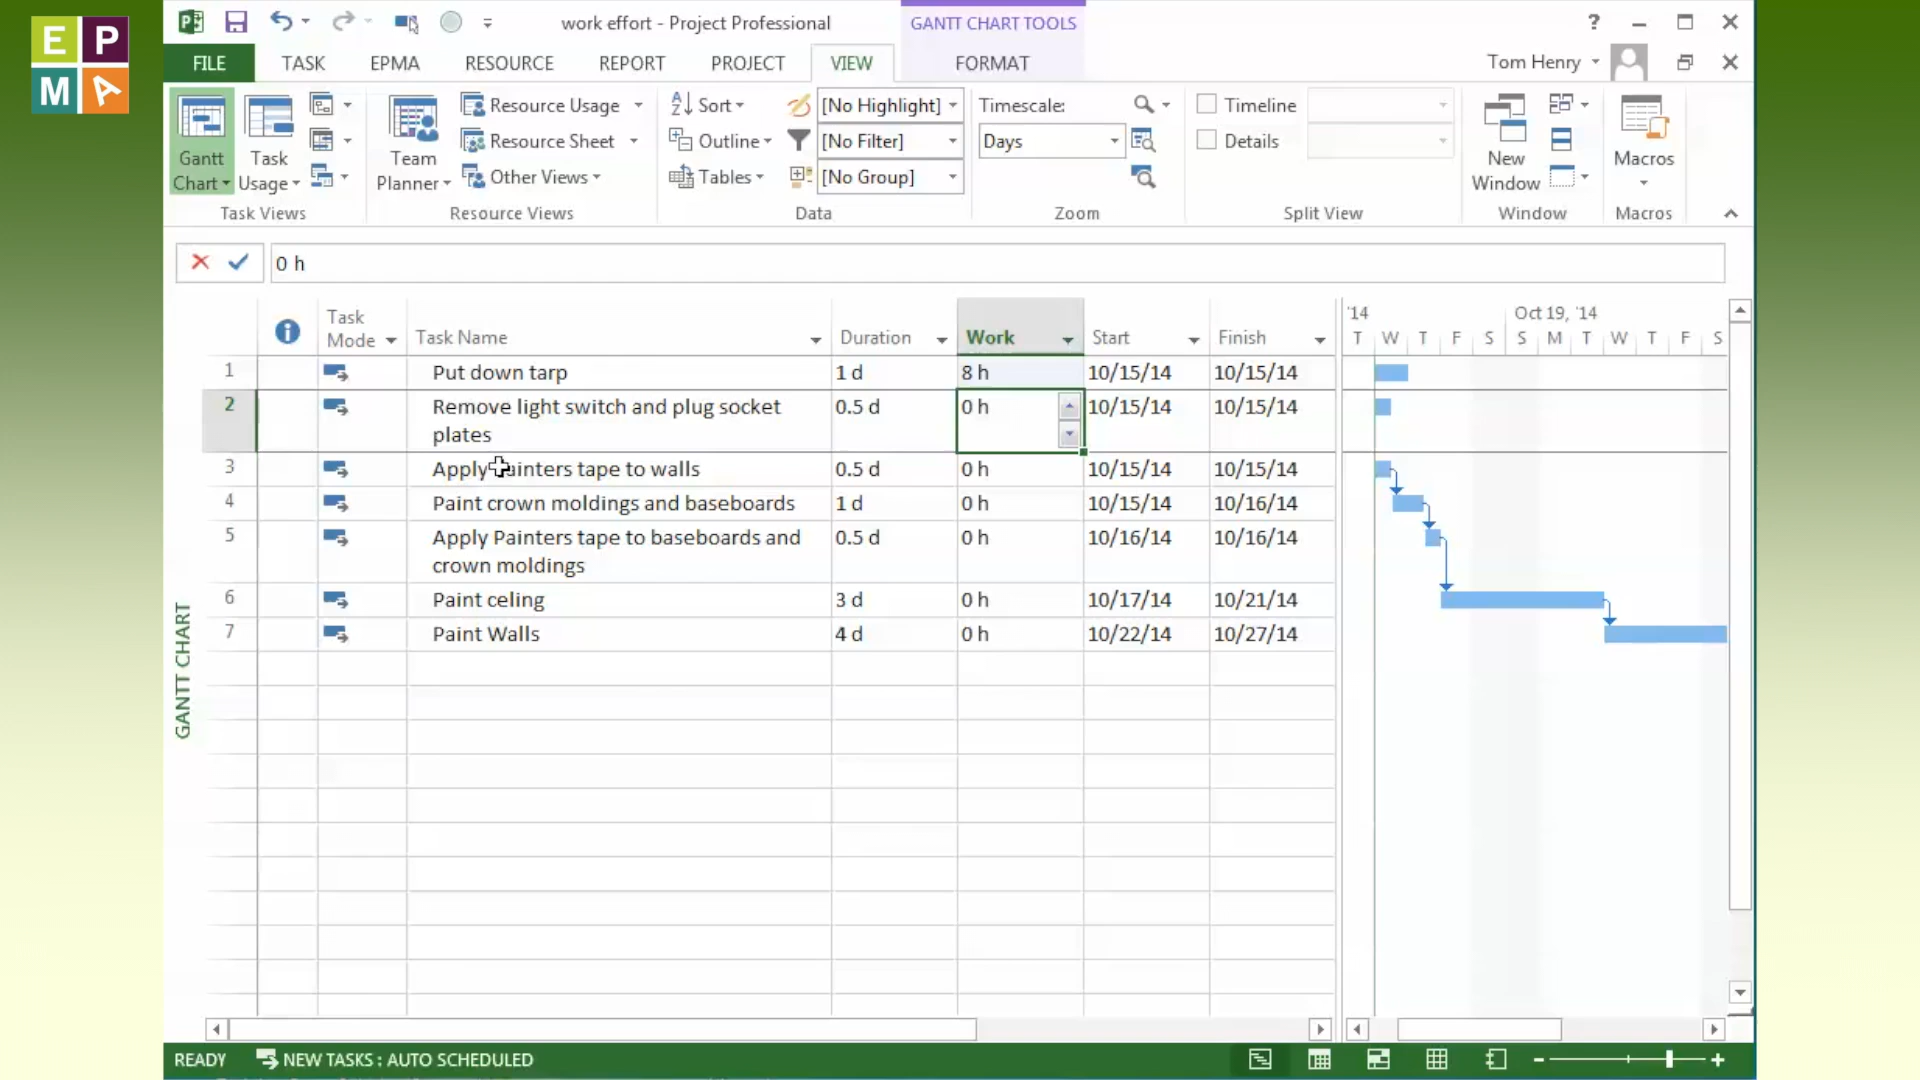 E P
M A
work effort - Project Professional
GANTT CHART TOOLS
?
FILE
TASK
EPMA
RESOURCE
REPORT
PROJECT
VIEW
FORMAT
Tom Henry
Gantt
Chart
Task
Usage
Task Views
Team
Planner
Resource Usage
Resource Sheet
Other Views
Resource Views
Sort
Outline
Tables
[No Highlight]
[No Filter]
[No Group]
Data
Timescale:
Days
Zoom
Timeline
Details
Split View
New
Window
Window
Macros
Macros
0 h
Task
Mode
Task Name
Duration
Work
Start
Finish
'14
Oct 19, '14
T W T F S S M T W T F S
1 Put down tarp 1 d 8 h 10/15/14 10/15/14
2 Remove light switch and plug socket 0.5 d 0 h 10/15/14 10/15/14
plates
3 Apply Painters tape to walls 0.5 d 0 h 10/15/14 10/15/14
4 Paint crown moldings and baseboards 1 d 0 h 10/15/14 10/16/14
5 Apply Painters tape to baseboards and 0.5 d 0 h 10/16/14 10/16/14
crown moldings
6 Paint celing 3 d 0 h 10/17/14 10/21/14
7 Paint Walls 4 d 0 h 10/22/14 10/27/14
GANTT CHART
READY
NEW TASKS : AUTO SCHEDULED